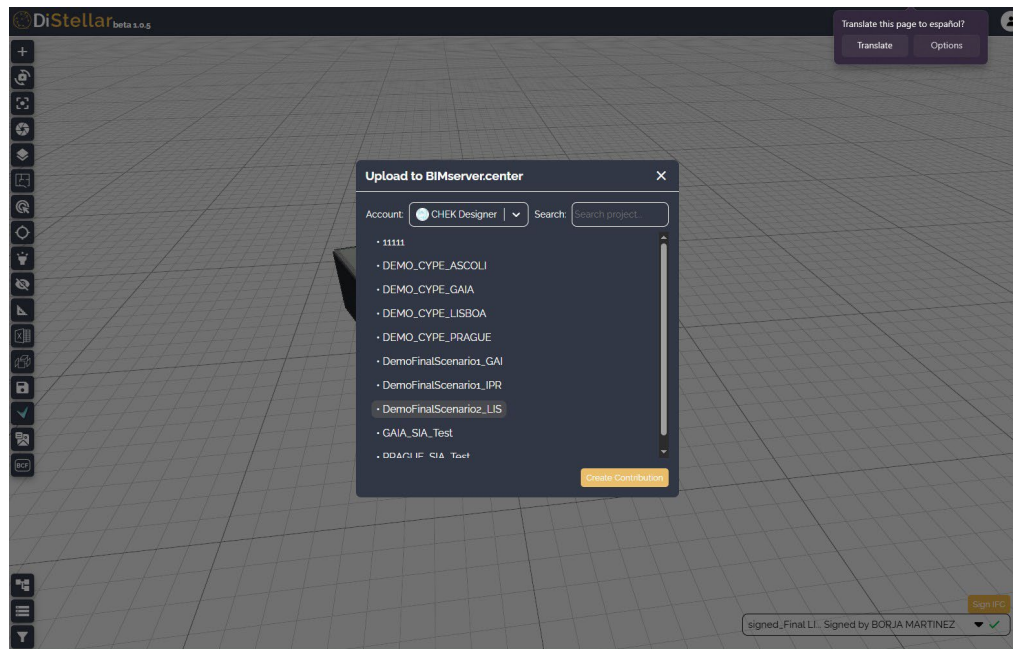 DiStellar beta 1.0.5
Translate this page to español?
Translate Options
Upload to BIMserver.center
Account: CHEK Designer Search: Search project..
• 11111
• DEMO_CYPE_ASCOLI
• DEMO_CYPE_GAIA
• DEMO_CYPE_LISBOA
• DEMO_CYPE_PRAGUE
• DemoFinalScenario1_GAI
• DemoFinalScenario1_IPR
• DemoFinalScenario2_LIS
• GAIA_SIA_Test
• PRAGUE_SIA_Test
Create Contribution
BCF
Sign IFC
signed_Final LI... Signed by BORJA MARTINEZ